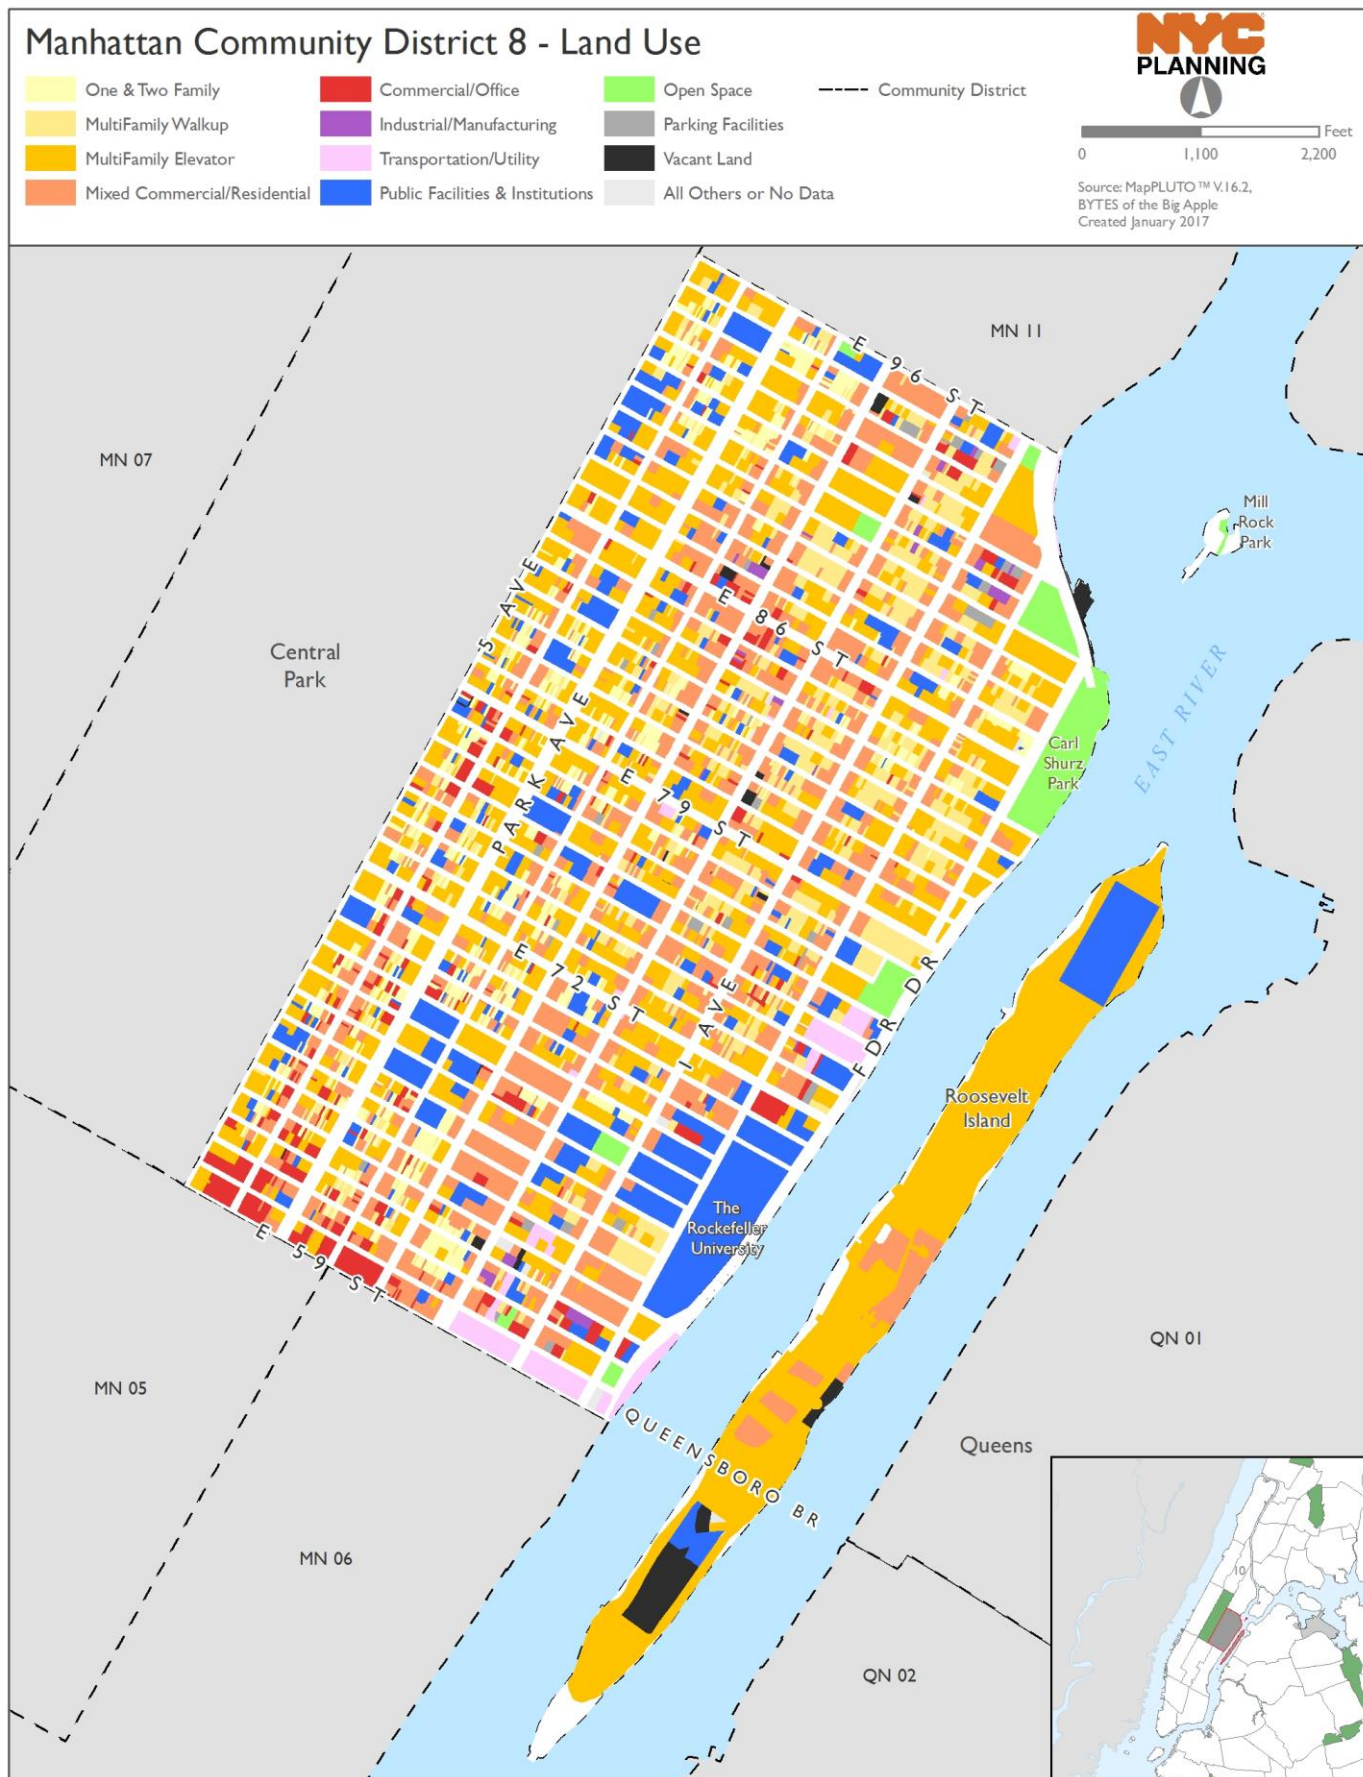 Manhattan Community District 8 - Land Use
One & Two Family
MultiFamily Walkup
MultiFamily Elevator
Mixed Commercial/Residential
Commercial/Office
Industrial/Manufacturing
Transportation/Utility
Public Facilities & Institutions
Open Space
Parking Facilities
Vacant Land
All Others or No Data
Community District
NYC
PLANNING
Feet
0 1,100 2,200
Source: MapPLUTO™ V.16.2,
BYTES of the Big Apple
Created January 2017
MN 11
E 96 ST
MN 07
Mill
Rock
Park
5 AVE
E 86 ST
Central
Park
EAST RIVER
PARK AVE
Carl
Shurz
Park
E 79 ST
E 72 ST
1 AVE
FDR DR
Roosevelt
Island
The
Rockefeller
University
E 59 ST
QN 01
MN 05
QUEENSBORO BR
Queens
MN 06
QN 02
10